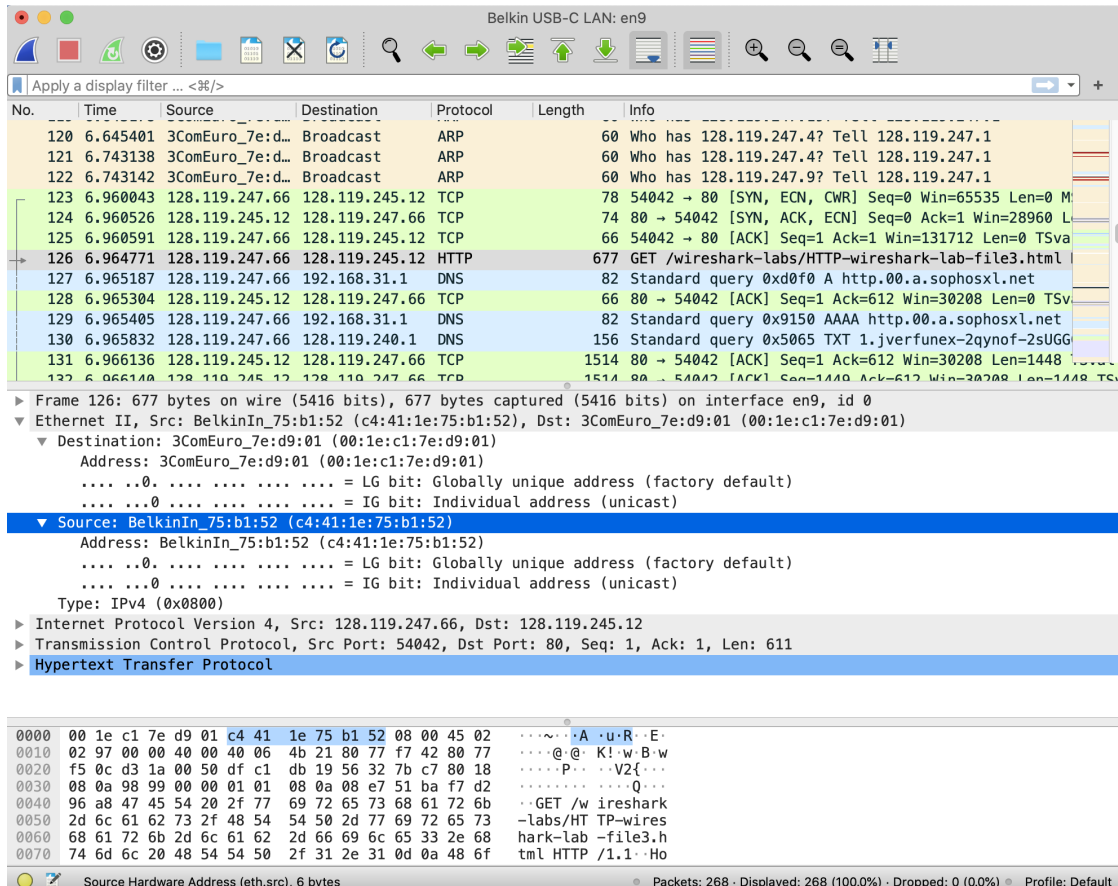 Belkin USB-C LAN: en9
Apply a display filter ... <⌘/>
+
No. Time Source Destination Protocol Length Info
120 6.645401 3ComEuro_7e:d… Broadcast ARP 60 Who has 128.119.247.4? Tell 128.119.247.1
121 6.743138 3ComEuro_7e:d… Broadcast ARP 60 Who has 128.119.247.4? Tell 128.119.247.1
122 6.743142 3ComEuro_7e:d… Broadcast ARP 60 Who has 128.119.247.9? Tell 128.119.247.1
123 6.960043 128.119.247.66 128.119.245.12 TCP 78 54042 → 80 [SYN, ECN, CWR] Seq=0 Win=65535 Len=0 M
124 6.960526 128.119.245.12 128.119.247.66 TCP 74 80 → 54042 [SYN, ACK, ECN] Seq=0 Ack=1 Win=28960 L
125 6.960591 128.119.247.66 128.119.245.12 TCP 66 54042 → 80 [ACK] Seq=1 Ack=1 Win=131712 Len=0 TSva
126 6.964771 128.119.247.66 128.119.245.12 HTTP 677 GET /wireshark-labs/HTTP-wireshark-lab-file3.html
127 6.965187 128.119.247.66 192.168.31.1 DNS 82 Standard query 0xd0f0 A http.00.a.sophosxl.net
128 6.965304 128.119.245.12 128.119.247.66 TCP 66 80 → 54042 [ACK] Seq=1 Ack=612 Win=30208 Len=0 TSv
129 6.965405 128.119.247.66 192.168.31.1 DNS 82 Standard query 0x9150 AAAA http.00.a.sophosxl.net
130 6.965832 128.119.247.66 128.119.240.1 DNS 156 Standard query 0x5065 TXT 1.jverfunex-2qynof-2sUGG
131 6.966136 128.119.245.12 128.119.247.66 TCP 1514 80 → 54042 [ACK] Seq=1 Ack=612 Win=30208 Len=1448
132 6.966140 128.119.245.12 128.119.247.66 TCP 1514 80 → 54042 [ACK] Seq=1449 Ack=612 Win=30208 Len=1448 TS
Frame 126: 677 bytes on wire (5416 bits), 677 bytes captured (5416 bits) on interface en9, id 0
Ethernet II, Src: BelkinIn_75:b1:52 (c4:41:1e:75:b1:52), Dst: 3ComEuro_7e:d9:01 (00:1e:c1:7e:d9:01)
Destination: 3ComEuro_7e:d9:01 (00:1e:c1:7e:d9:01)
Address: 3ComEuro_7e:d9:01 (00:1e:c1:7e:d9:01)
.... ..0. .... .... .... .... = LG bit: Globally unique address (factory default)
.... ...0 .... .... .... .... = IG bit: Individual address (unicast)
Source: BelkinIn_75:b1:52 (c4:41:1e:75:b1:52)
Address: BelkinIn_75:b1:52 (c4:41:1e:75:b1:52)
.... ..0. .... .... .... .... = LG bit: Globally unique address (factory default)
.... ...0 .... .... .... .... = IG bit: Individual address (unicast)
Type: IPv4 (0x0800)
Internet Protocol Version 4, Src: 128.119.247.66, Dst: 128.119.245.12
Transmission Control Protocol, Src Port: 54042, Dst Port: 80, Seq: 1, Ack: 1, Len: 611
Hypertext Transfer Protocol
0000 00 1e c1 7e d9 01 c4 41 1e 75 b1 52 08 00 45 02 ···~···A ·u·R··E·
0010 02 97 00 00 40 00 40 06 4b 21 80 77 f7 42 80 77 ····@·@· K!·w·B·w
0020 f5 0c d3 1a 00 50 df c1 db 19 56 32 7b c7 80 18 ·····P·· ··V2{···
0030 08 0a 98 99 00 00 01 01 08 0a 08 e7 51 ba f7 d2 ········ ····Q···
0040 96 a8 47 45 54 20 2f 77 69 72 65 73 68 61 72 6b ··GET /w ireshark
0050 2d 6c 61 62 73 2f 48 54 54 50 2d 77 69 72 65 73 -labs/HT TP-wires
0060 68 61 72 6b 2d 6c 61 62 2d 66 69 6c 65 33 2e 68 hark-lab -file3.h
0070 74 6d 6c 20 48 54 54 50 2f 31 2e 31 0d 0a 48 6f tml HTTP /1.1··Ho
Source Hardware Address (eth.src), 6 bytes
Packets: 268 · Displayed: 268 (100.0%) · Dropped: 0 (0.0%)
Profile: Default